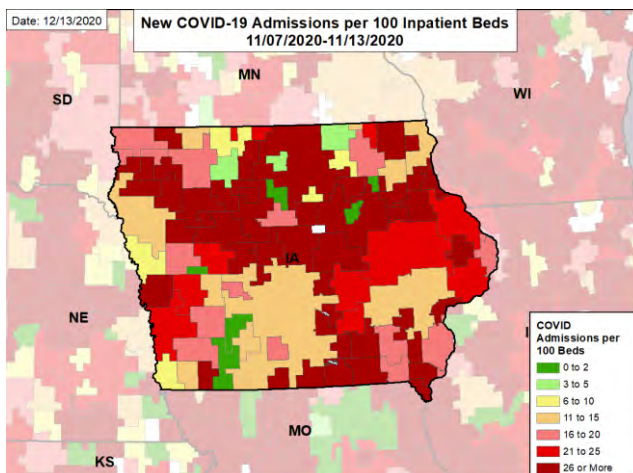 Date: 12/13/2020
New COVID-19 Admissions per 100 Inpatient Beds
11/07/2020-11/13/2020
MN
SD
WI
IA
NE
I
MO
KS
COVID
Admissions per
100 Beds
0 to 2
3 to 5
6 to 10
11 to 15
16 to 20
21 to 25
26 or More